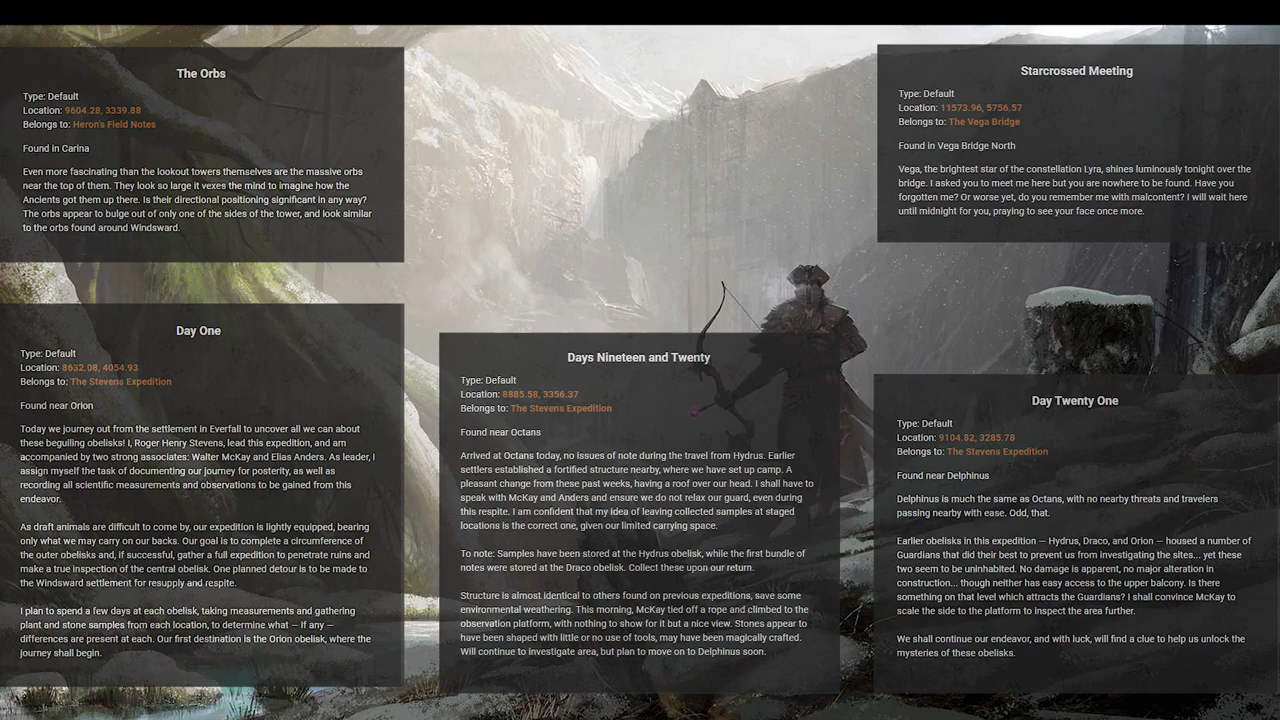 The Orbs
Type: Default
Location: 9604.28, 3339.88
Belongs to: Heron's Field Notes
Found in Carina
Even more fascinating than the lookout towers themselves are the massive orbs
near the top of them. They look so large it vexes the mind to imagine how the
Ancients got them up there. Is their directional positioning significant in any way?
The orbs appear to bulge out of only one of the sides of the tower, and look similar
to the orbs found around Windsward.
Starcrossed Meeting
Type: Default
Location: 11573.96, 5756.57
Belongs to: The Vega Bridge
Found in Vega Bridge North
Vega, the brightest star of the constellation Lyra, shines luminously tonight over the
bridge. I asked you to meet me here but you are nowhere to be found. Have you
forgotten me? Or worse yet, do you remember me with malcontent? I will wait here
until midnight for you, praying to see your face once more.
Day One
Type: Default
Location: 8632.08, 4054.93
Belongs to: The Stevens Expedition
Found near Orion
Today we journey out from the settlement in Everfall to uncover all we can about
these beguiling obelisks! I, Roger Henry Stevens, lead this expedition, and am
accompanied by two strong associates: Walter McKay and Elias Anders. As leader, I
assign myself the task of documenting our journey for posterity, as well as
recording all scientific measurements and observations to be gained from this
endeavor.
As draft animals are difficult to come by, our expedition is lightly equipped, bearing
only what we may carry on our backs. Our goal is to complete a circumference of
the outer obelisks and, if successful, gather a full expedition to penetrate ruins and
make a true inspection of the central obelisk. One planned detour is to be made to
the Windsward settlement for resupply and respite.
I plan to spend a few days at each obelisk, taking measurements and gathering
plant and stone samples from each location, to determine what — if any —
differences are present at each. Our first destination is the Orion obelisk, where the
journey shall begin.
Days Nineteen and Twenty
Type: Default
Location: 8885.58, 3356.37
Belongs to: The Stevens Expedition
Found near Octans
Arrived at Octans today, no issues of note during the travel from Hydrus. Earlier
settlers established a fortified structure nearby, where we have set up camp. A
pleasant change from these past weeks, having a roof over our head. I shall have to
speak with McKay and Anders and ensure we do not relax our guard, even during
this respite. I am confident that my idea of leaving collected samples at staged
locations is the correct one, given our limited carrying space.
To note: Samples have been stored at the Hydrus obelisk, while the first bundle of
notes were stored at the Draco obelisk. Collect these upon our return.
Structure is almost identical to others found on previous expeditions, save some
environmental weathering. This morning, McKay tied off a rope and climbed to the
observation platform, with nothing to show for it but a nice view. Stones appear to
have been shaped with little or no use of tools, may have been magically crafted.
Will continue to investigate area, but plan to move on to Delphinus soon.
Day Twenty One
Type: Default
Location: 9104.82, 3285.78
Belongs to: The Stevens Expedition
Found near Delphinus
Delphinus is much the same as Octans, with no nearby threats and travelers
passing nearby with ease. Odd, that.
Earlier obelisks in this expedition — Hydrus, Draco, and Orion — housed a number of
Guardians that did their best to prevent us from investigating the sites... yet these
two seem to be uninhabited. No damage is apparent, no major alteration in
construction... though neither has easy access to the upper balcony. Is there
something on that level which attracts the Guardians? I shall convince McKay to
scale the side to the platform to inspect the area further.
We shall continue our endeavor, and with luck, will find a clue to help us unlock the
mysteries of these obelisks.